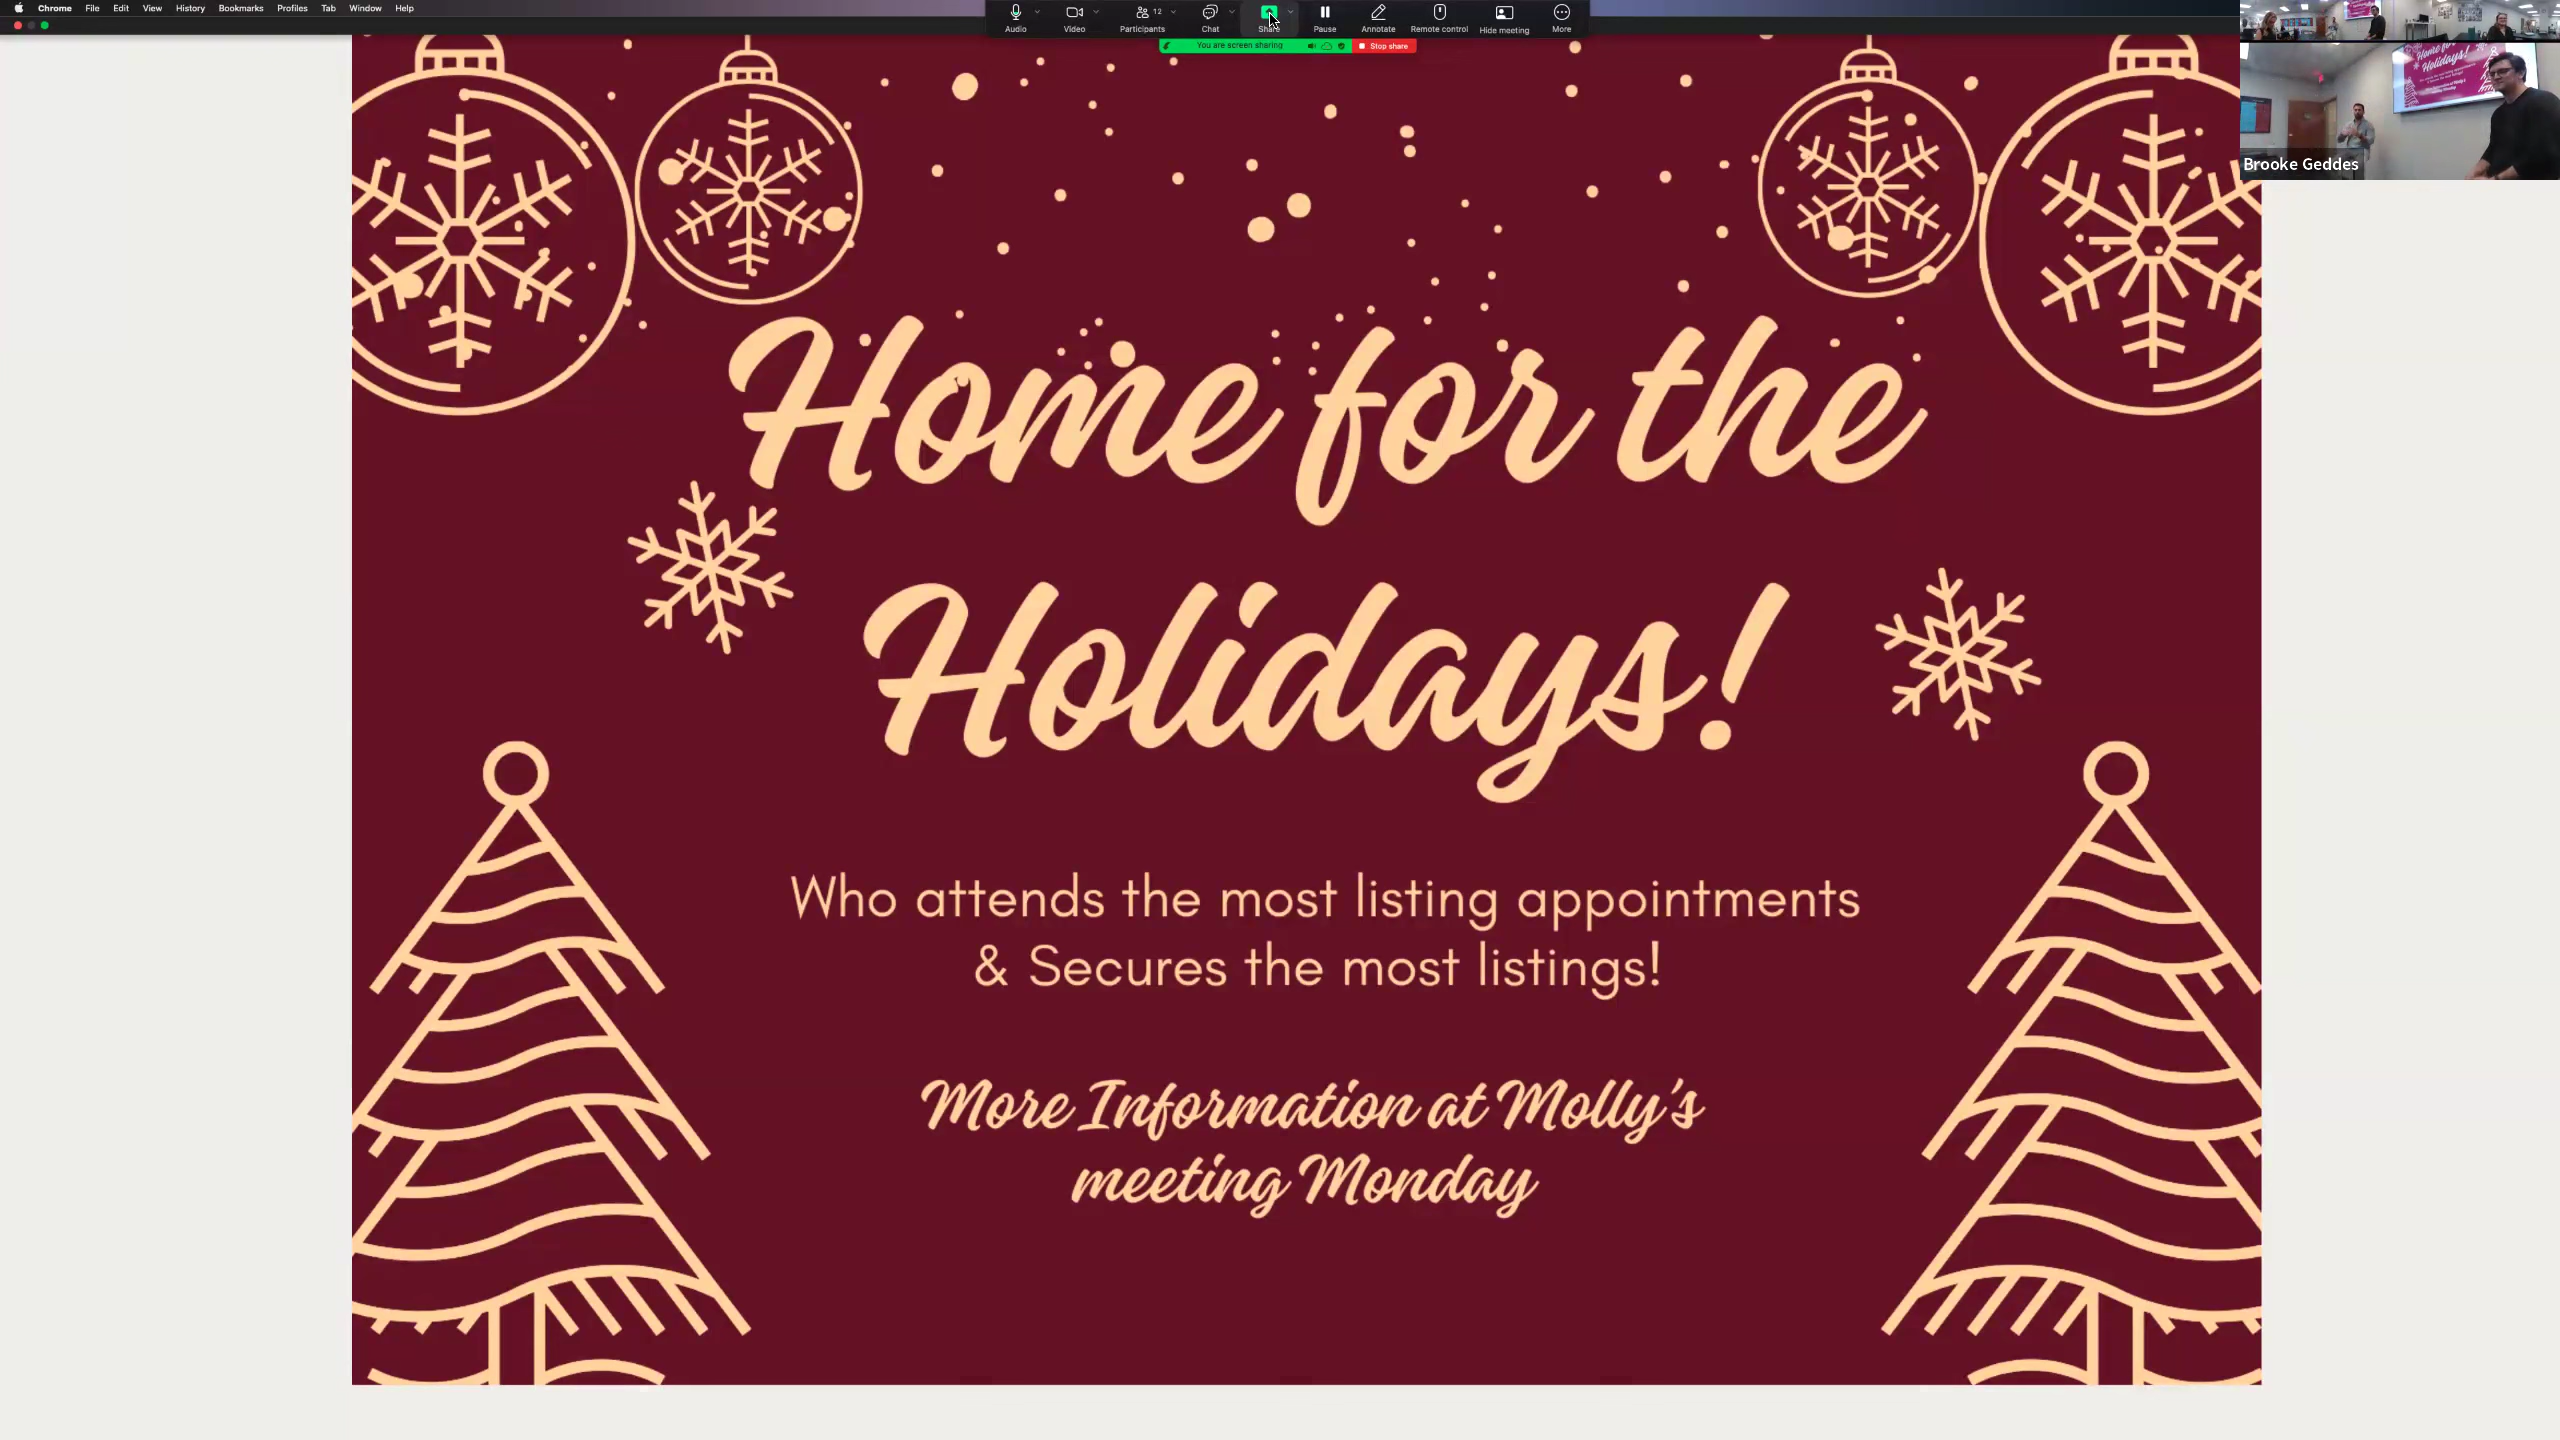 Chrome File Edit View History Bookmarks Profiles Tab Window Help
Audio Video Participants 12 Chat Share Pause Annotate Remote control Hide meeting More
You are screen sharing Stop share
Brooke Geddes
Home for the
Holidays!
Who attends the most listing appointments
& Secures the most listings!
More Information at Molly's
meeting Monday